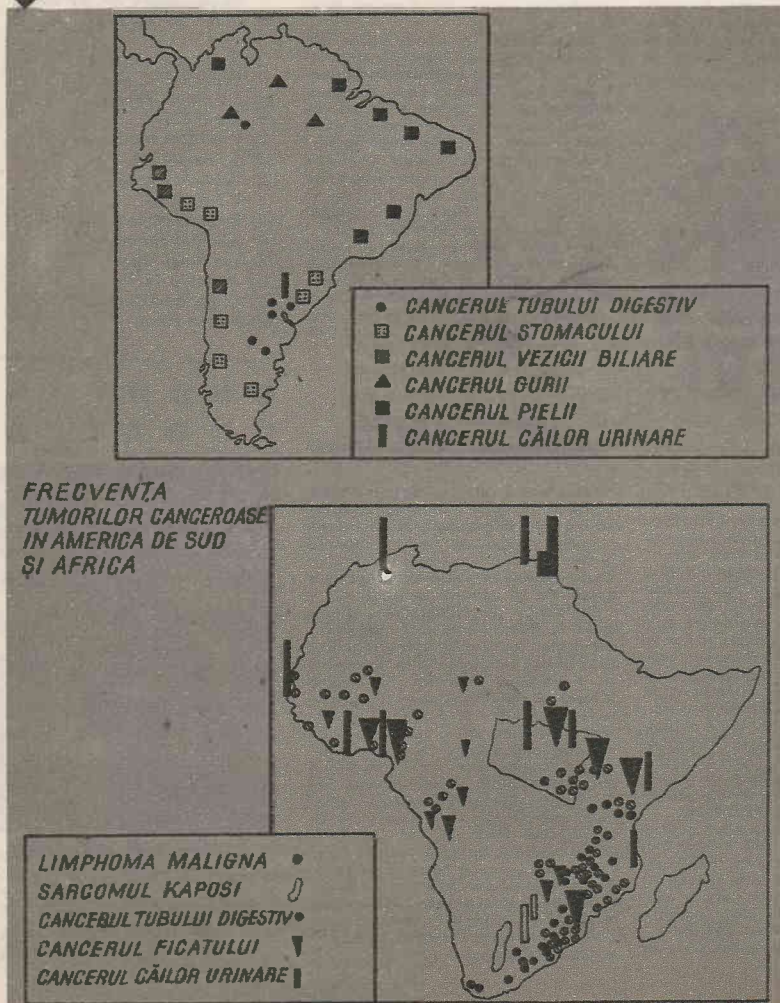 CANCERUL TUBULUI DIGESTIV
CANCERUL STOMACULUI
CANCERUL VEZICII BILIARE
CANCERUL GURII
CANCERUL PIELII
CANCERUL CĂILOR URINARE
FRECVENȚA
TUMORILOR CANCEROASE
IN AMERICA DE SUD
ȘI AFRICA
LIMPHOMA MALIGNA
SARCOMUL KAPOSI
CANCERUL TUBULUI DIGESTIV
CANCERUL FICATULUI
CANCERUL CĂILOR URINARE